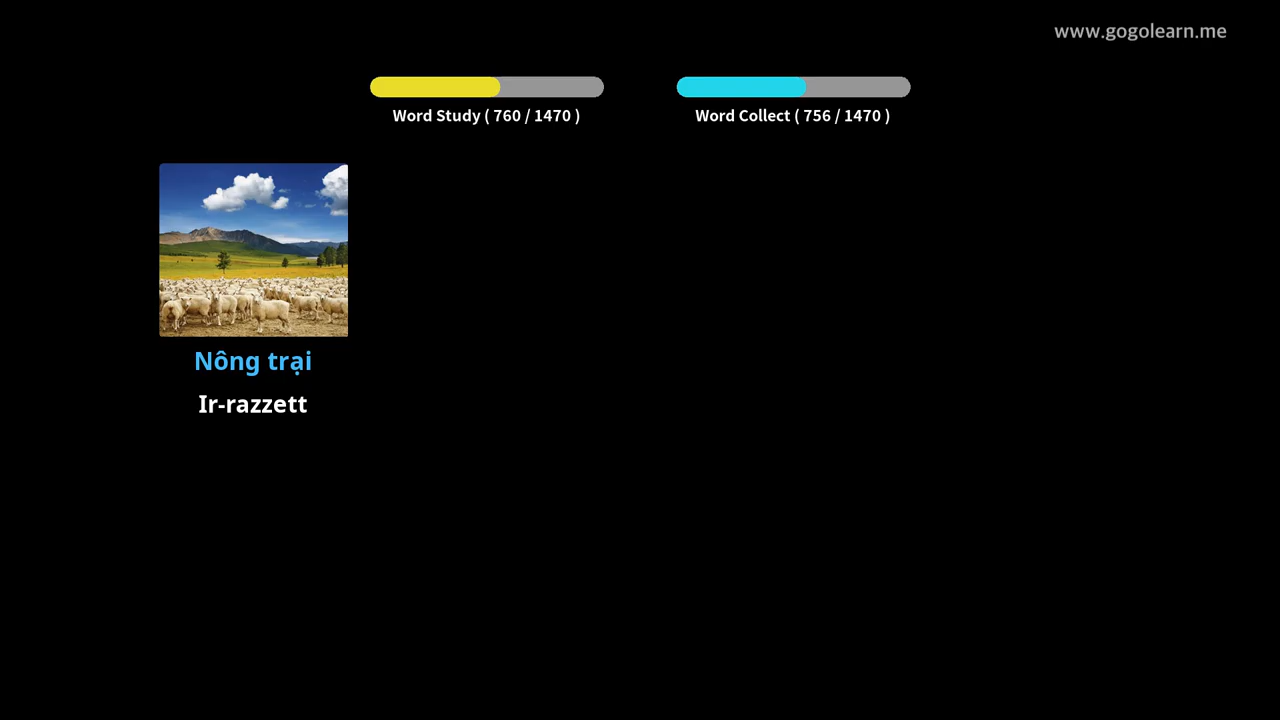 www.gogolearn.me
Word Study ( 760 / 1470 )
Word Collect ( 756 / 1470 )
Nông trại
Ir-razzett